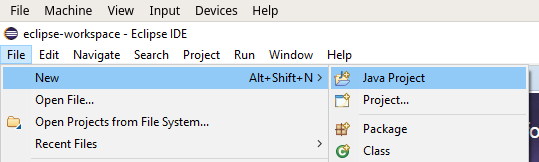 File Machine View Input Devices Help
eclipse-workspace - Eclipse IDE
File Edit Navigate Search Project Run Window Help
New Alt+Shift+N
Java Project
Open File...
Project...
Open Projects from File System...
Package
Recent Files
Class